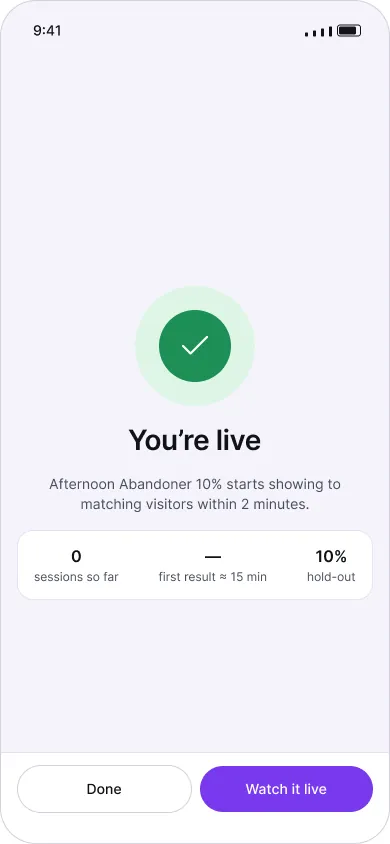 9:41
You’re live
Afternoon Abandoner 10% starts showing to
matching visitors within 2 minutes.
0
sessions so far
—
first result ≈ 15 min
10%
hold-out
Done
Watch it live